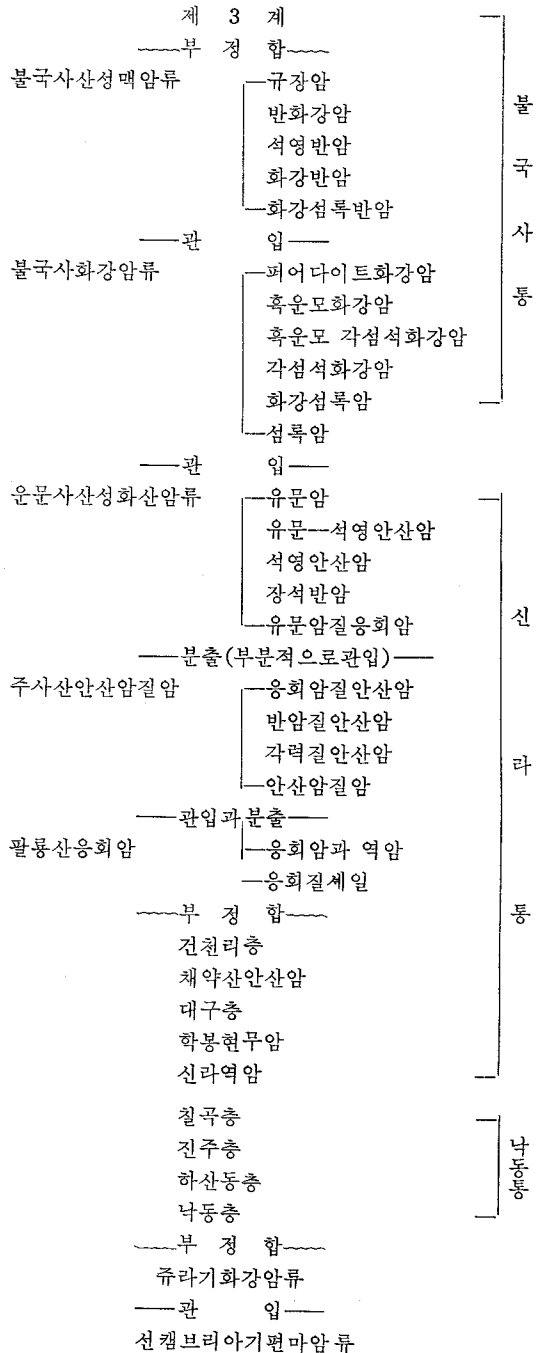 제 3 계
부 정 합
불국사산성맥암류
규장암
반화강암
석영반암
화강반암
화강섬록반암
관 입
불국사화강암류
퍼어다이트화강암
흑운모화강암
흑운모 각섬석화강암
각섬석화강암
화강섬록암
섬록암
불국사통
관 입
운문사산성화산암류
유문암
유문—석영안산암
석영안산암
장석반암
유문암질응회암
분출(부분적으로관입)
주사산안산암질암
응회암질안산암
반암질안산암
각력질안산암
안산암질암
관입과분출
팔룡산응회암
응회암과 역암
응회질셰일
부 정 합
건천리층
채약산안산암
대구층
학봉현무암
신라역암
신라통
칠곡층
진주층
하산동층
낙동층
낙동통
부 정 합
쥬라기화강암류
관 입
선캠브리아기편마암류